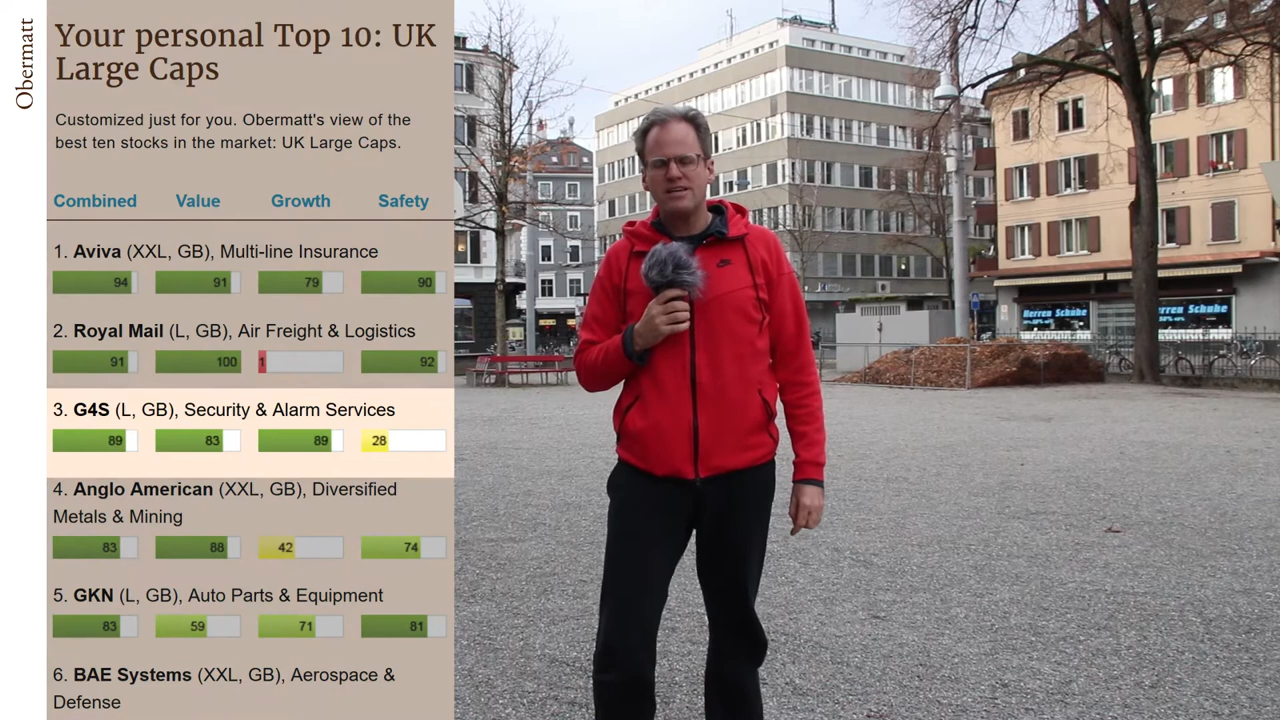 Obermatt
Your personal Top 10: UK
Large Caps
Customized just for you. Obermatt's view of the
best ten stocks in the market: UK Large Caps.
Combined Value Growth Safety
1. Aviva (XXL, GB), Multi-line Insurance
94 91 79 90
2. Royal Mail (L, GB), Air Freight & Logistics
91 100 1 92
3. G4S (L, GB), Security & Alarm Services
89 83 89 28
4. Anglo American (XXL, GB), Diversified
Metals & Mining
83 88 42 74
5. GKN (L, GB), Auto Parts & Equipment
83 59 71 81
6. BAE Systems (XXL, GB), Aerospace &
Defense
Herren Schuhe
Herren Schuhe